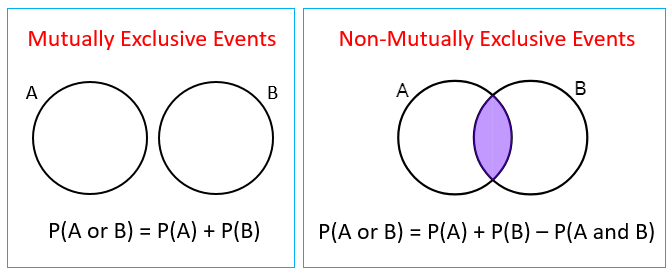 Mutually Exclusive Events
A
B
P(A or B) = P(A) + P(B)
Non-Mutually Exclusive Events
A
B
P(A or B) = P(A) + P(B) – P(A and B)